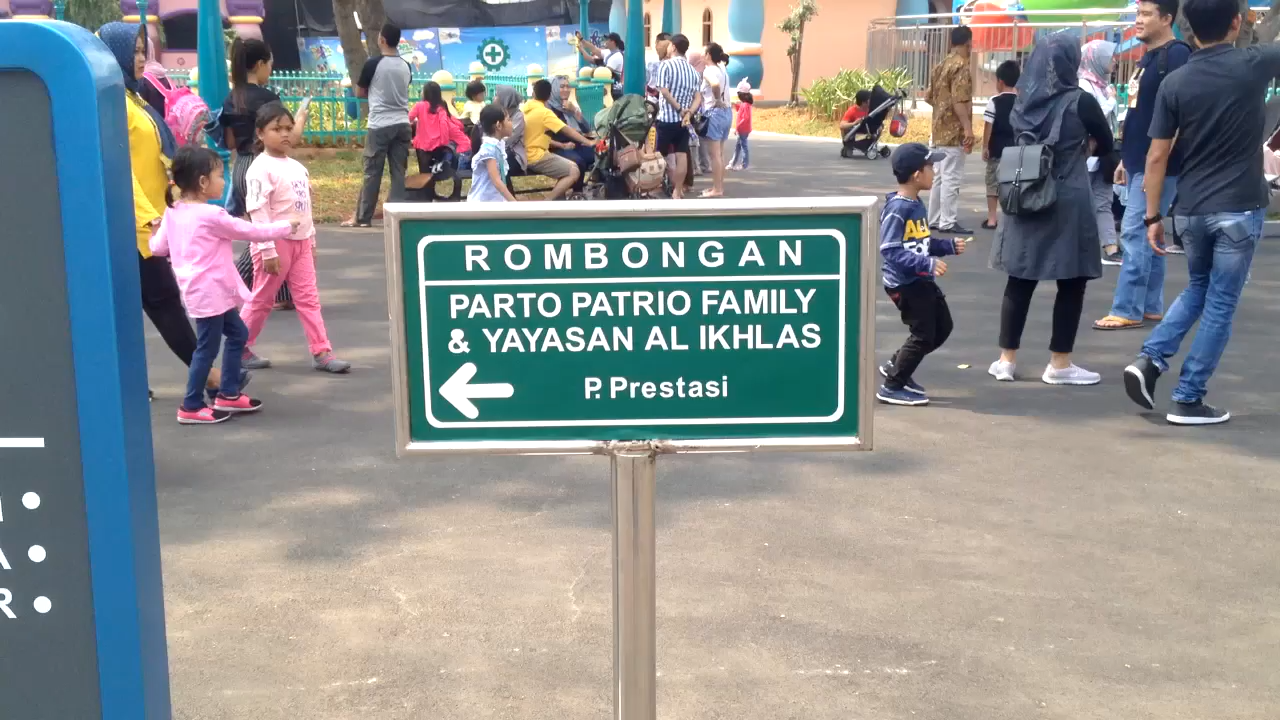 ROMBONGAN
PARTO PATRIO FAMILY
& YAYASAN AL IKHLAS
P. Prestasi